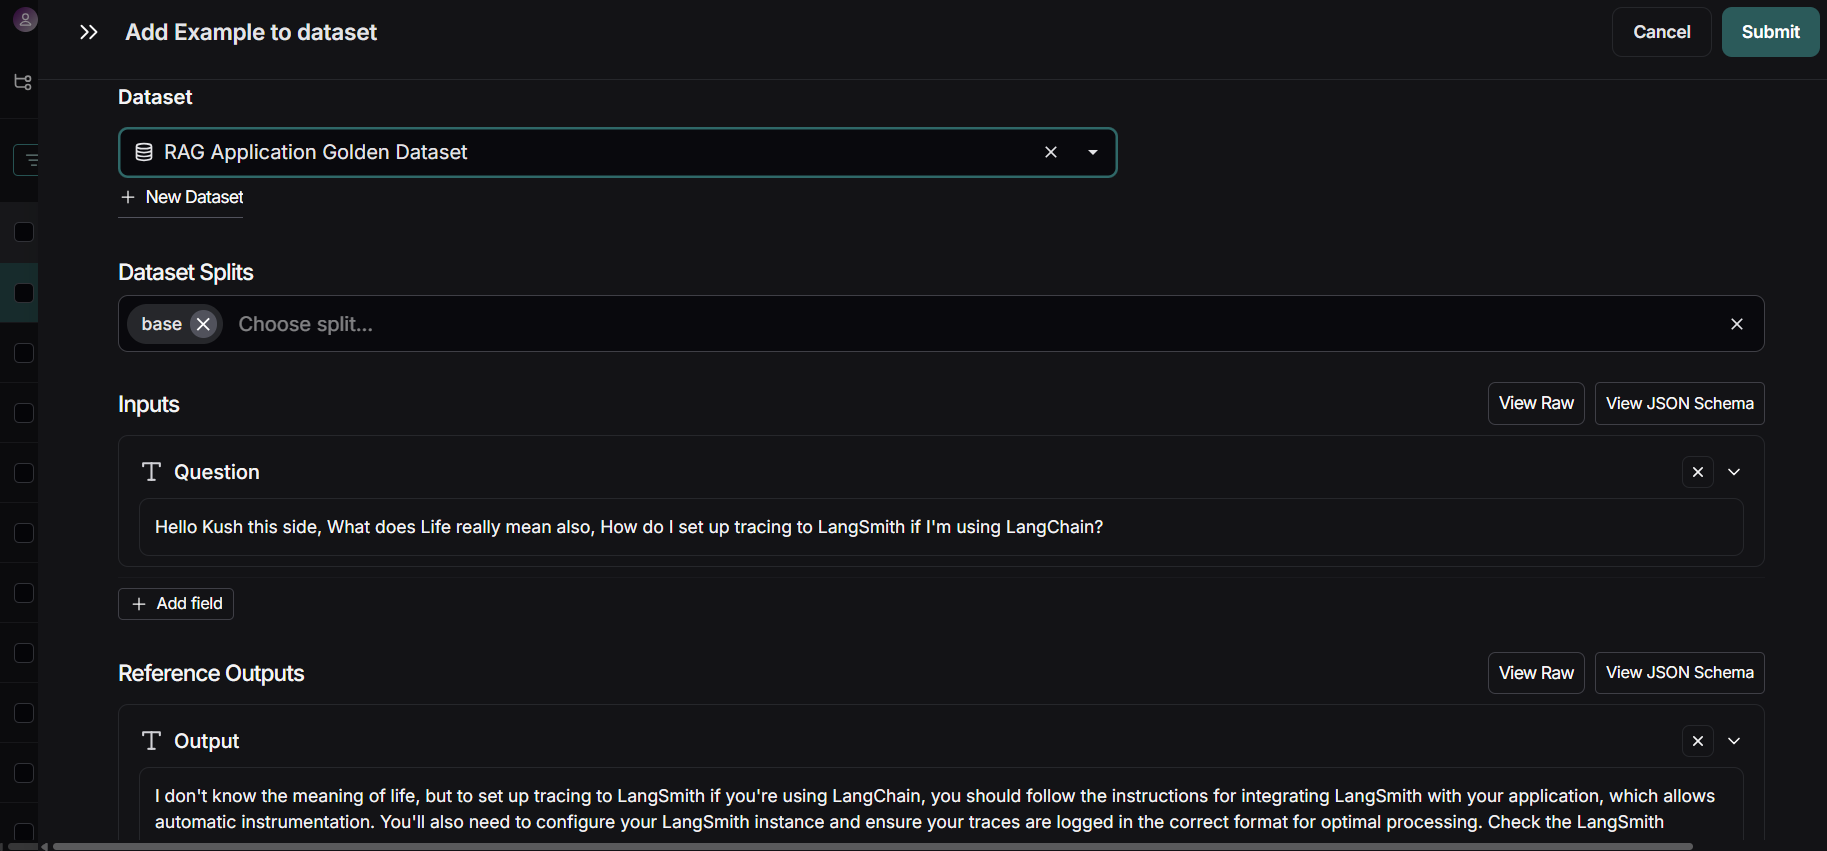 Add Example to dataset
Cancel
Submit
Dataset
RAG Application Golden Dataset
New Dataset
Dataset Splits
base
Choose split...
Inputs
View Raw
View JSON Schema
Question
Hello Kush this side, What does Life really mean also, How do I set up tracing to LangSmith if I'm using LangChain?
Add field
Reference Outputs
View Raw
View JSON Schema
Output
I don't know the meaning of life, but to set up tracing to LangSmith if you're using LangChain, you should follow the instructions for integrating LangSmith with your application, which allows
automatic instrumentation. You'll also need to configure your LangSmith instance and ensure your traces are logged in the correct format for optimal processing. Check the LangSmith